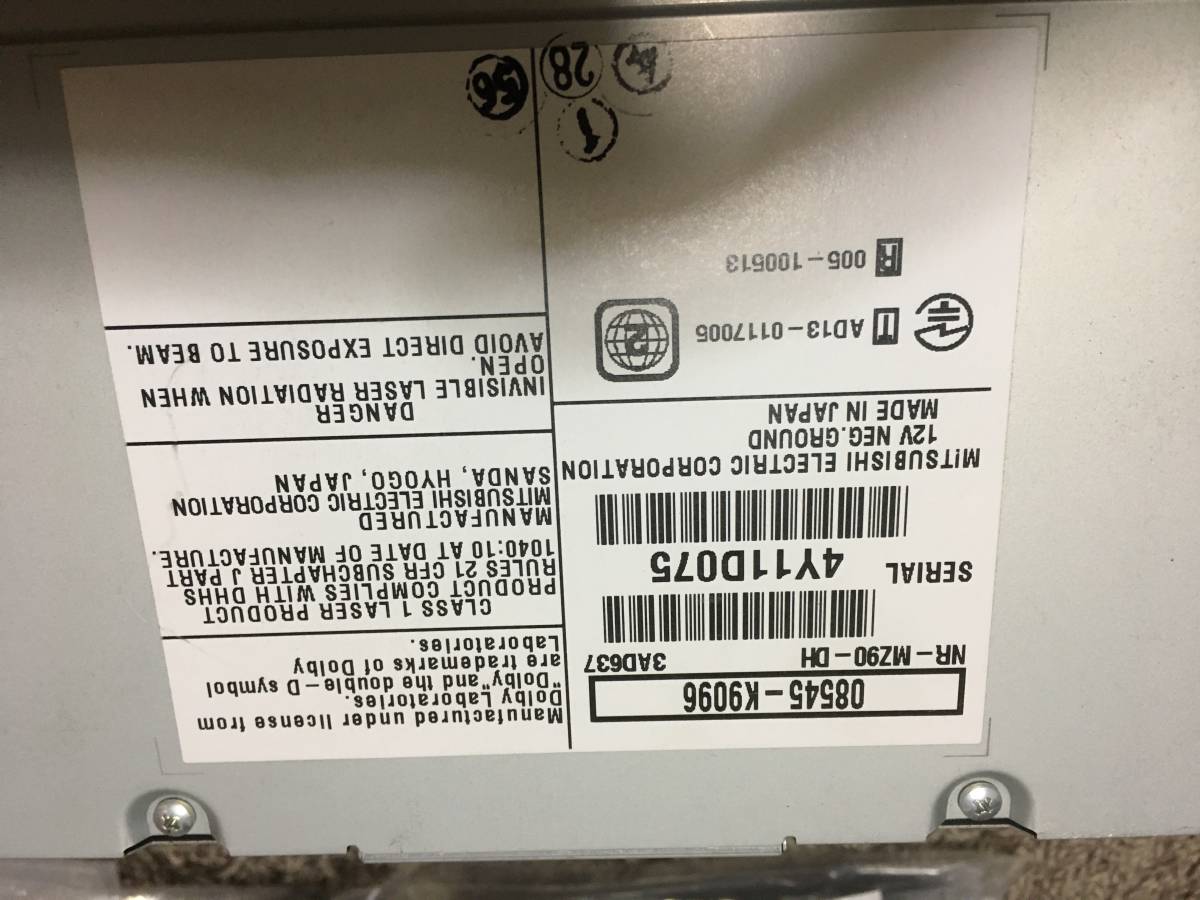 08545-K9096
NR-MZ90-DH 3AD637
SERIAL 4Y11D075
MITSUBISHI ELECTRIC CORPORATION
12V NEG.GROUND
MADE IN JAPAN
T AD13-0117005
2
R 005-100513
1
28
56
Manufactured under license from
Dolby Laboratories.
"Dolby"and the double-D symbol
are trademarks of Dolby
Laboratories.
CLASS 1 LASER PRODUCT
PRODUCT COMPLIES WITH DHHS
RULES 21 CFR SUBCHAPTER J PART
1040:10 AT DATE OF MANUFACTURE.
MANUFACTURED
MITSUBISHI ELECTRIC CORPORATION
SANDA, HYOGO, JAPAN
DANGER
INVISIBLE LASER RADIATION WHEN
OPEN.
AVOID DIRECT EXPOSURE TO BEAM.